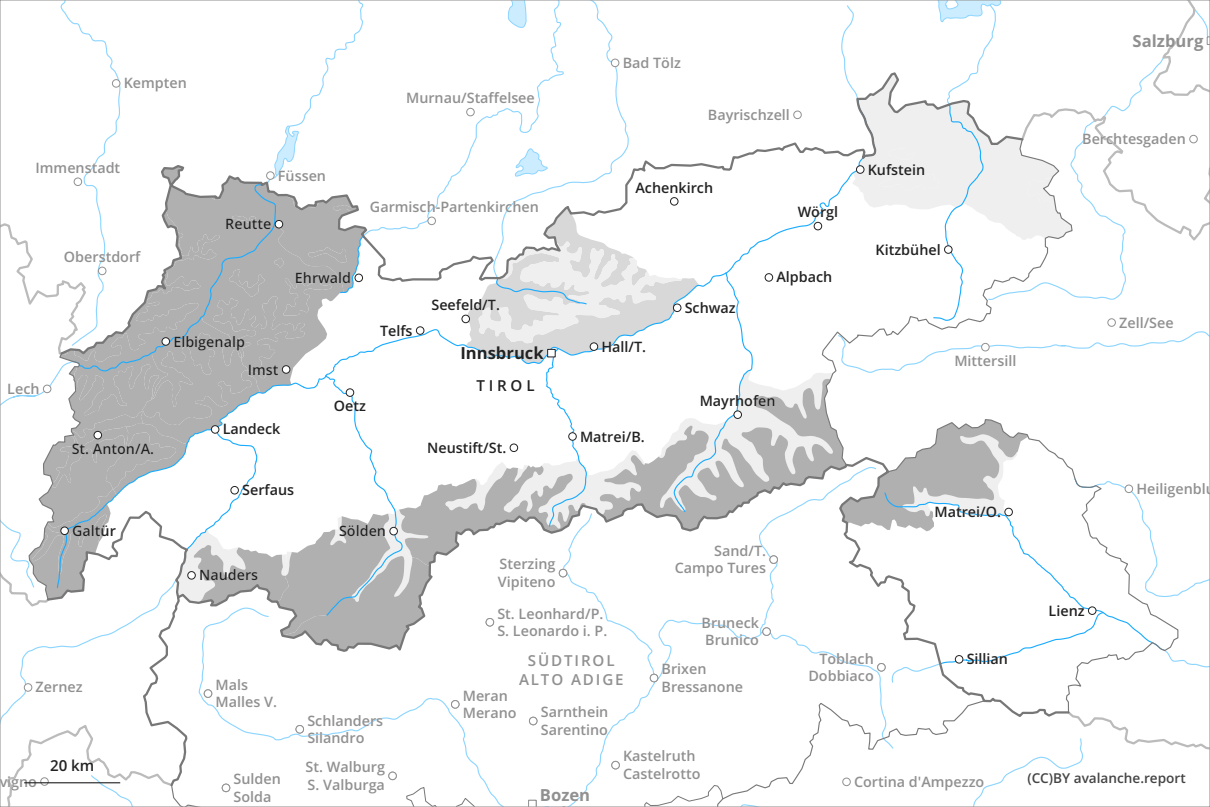 Salzburg
Bad Tölz
Kempten
Murnau/Staffelsee
Bayrischzell
Berchtesgaden
Immenstadt
Füssen
Kufstein
Achenkirch
Garmisch-Partenkirchen
Wörgl
Reutte
Kitzbühel
Oberstdorf
Ehrwald
Alpbach
Seefeld/T.
Schwaz
Zell/See
Telfs
Elbigenalp
Innsbruck
Hall/T.
Mittersill
Imst
TIROL
Lech
Oetz
Mayrhofen
Landeck
Matrei/B.
St. Anton/A.
Neustift/St.
Serfaus
Heiligenblu
Matrei/O.
Galtür
Sölden
Sand/T.
Campo Tures
Sterzing
Vipiteno
Nauders
St. Leonhard/P.
S. Leonardo i. P.
Lienz
Bruneck
Brunico
SÜDTIROL
ALTO ADIGE
Toblach
Dobbiaco
Sillian
Brixen
Bressanone
Zernez
Mals
Malles V.
Meran
Merano
Sarnthein
Sarentino
Schlanders
Silandro
Kastelruth
Castelrotto
20 km
St. Walburg
S. Valburga
vigno
Sulden
Solda
Cortina d'Ampezzo
(CC)BY avalanche.report
Bozen